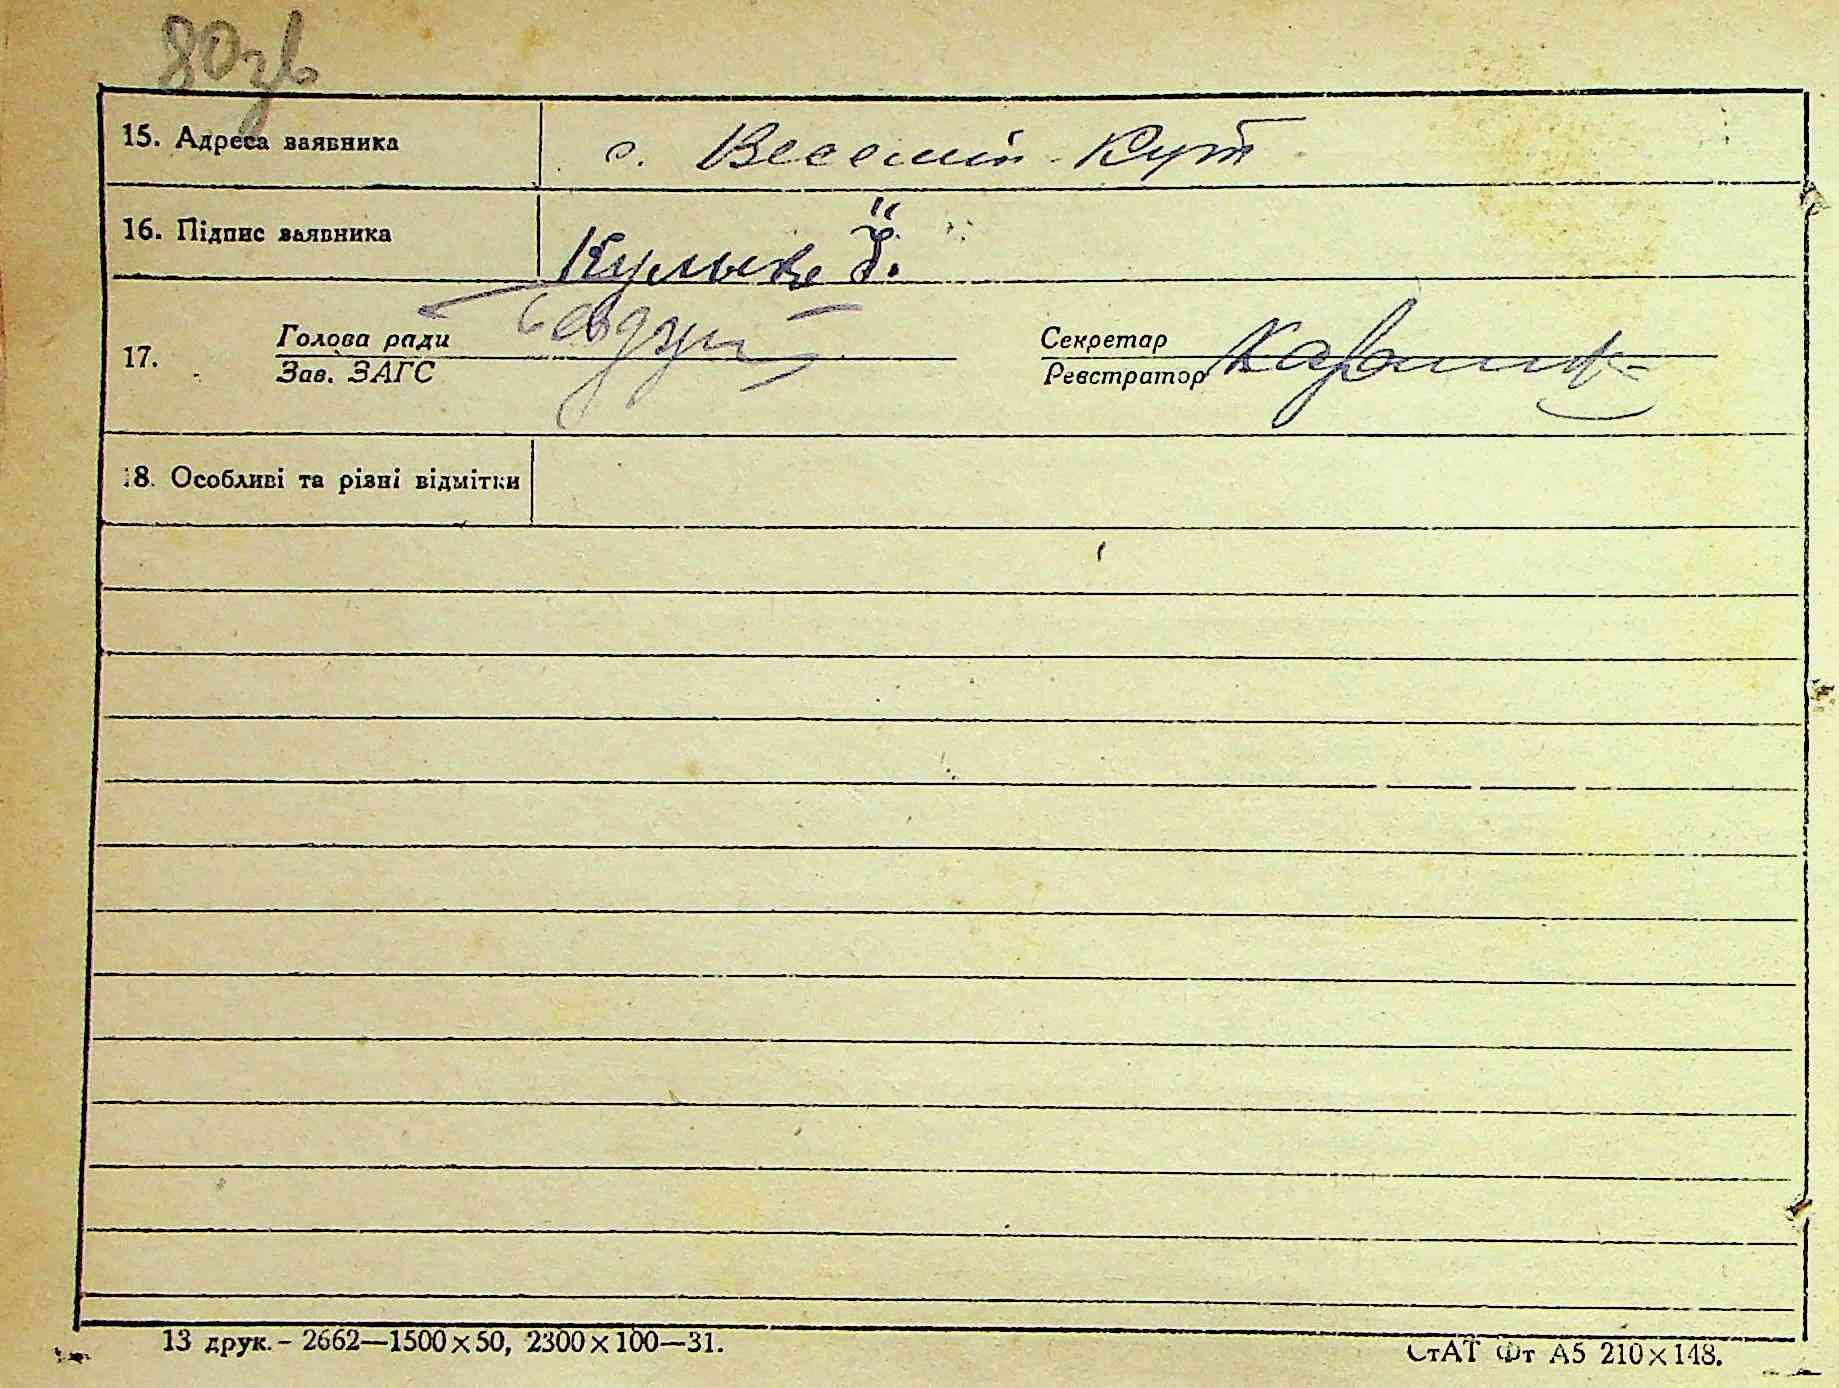 80зв
15. Адреса заявника с. Веселий Кут
16. Підпис заявника Кулык Ї.
Голова ради Секретар
17.
Зав. ЗАГС Реєстратор
18. Особливі та різні відмітки
13 друк. - 2662—1500×50, 2300×100—31. СтАТ Фт А5 210×148.